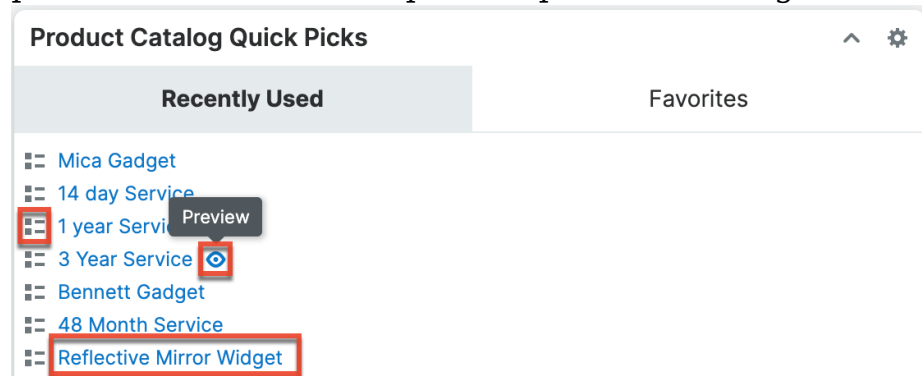 Product Catalog Quick Picks
Recently Used
Favorites
Mica Gadget
14 day Service
Preview
1 year
3 Year Service
Bennett Gadget
48 Month Service
Reflective Mirror Widget